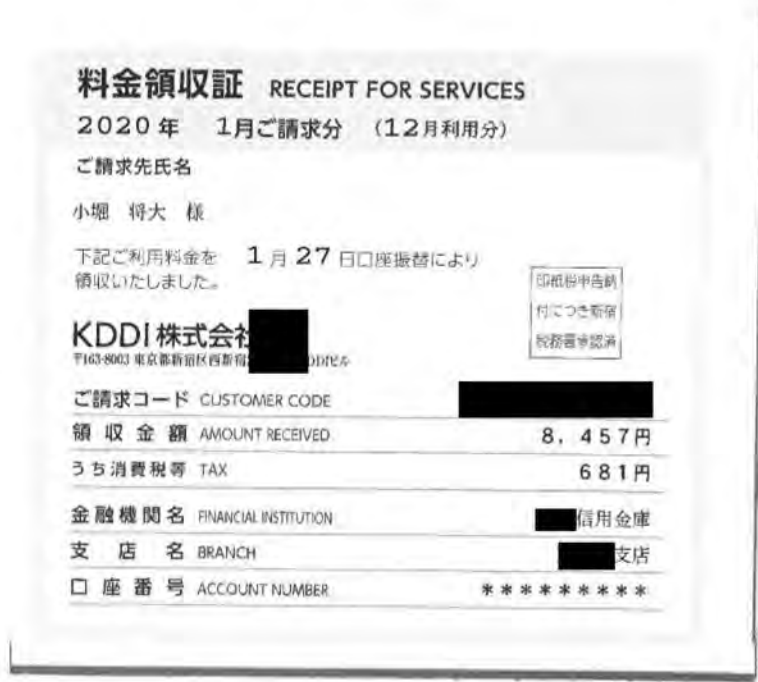 料金領収証 RECEIPT FOR SERVICES
2020年 1月ご請求分 (12月利用分)
ご請求先氏名
小堀 将大 様
下記ご利用料金を 1月27日口座振替により
領収いたしました。
印紙税申告納
付につき新宿
税務署承認済
KDDI株式会社
〒163-8003 東京都新宿区西新宿 DDIビル
ご請求コード CUSTOMER CODE
領収金額 AMOUNT RECEIVED 8,457円
うち消費税等 TAX 681円
金融機関名 FINANCIAL INSTITUTION 信用金庫
支店名 BRANCH 支店
口座番号 ACCOUNT NUMBER *********